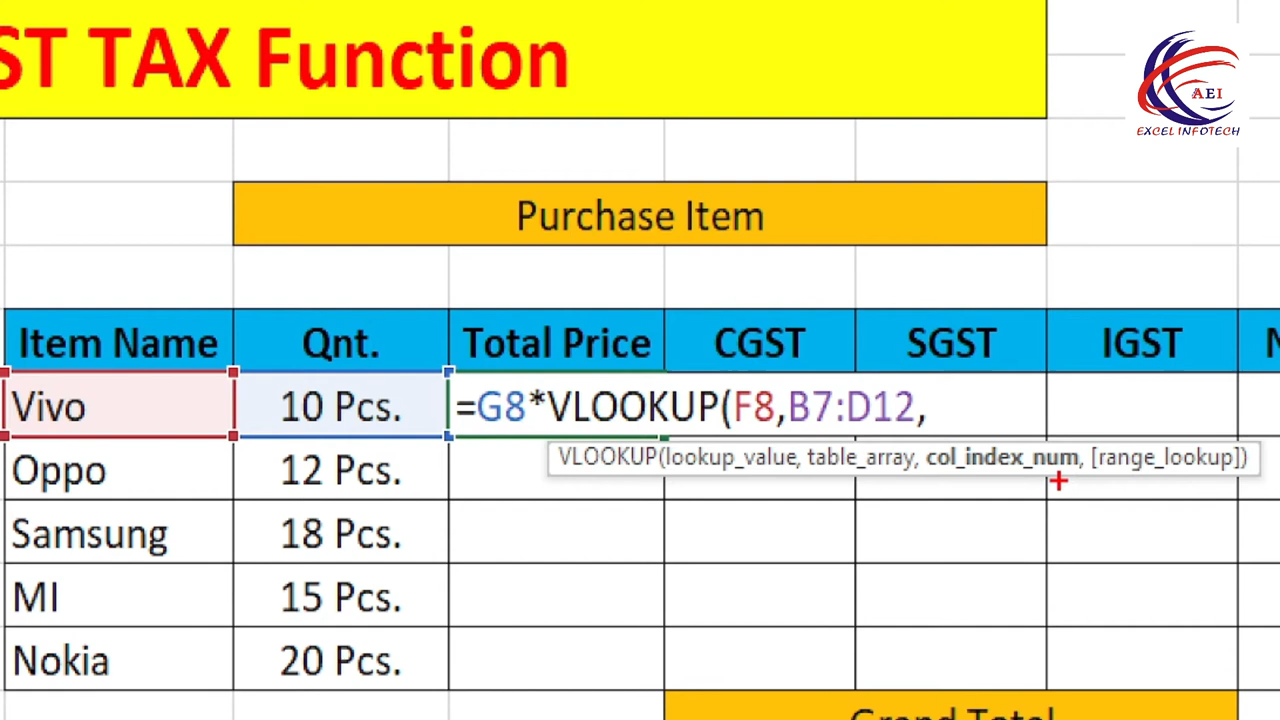 ST TAX Function
AEI
EXCEL INFOTECH
Purchase Item
Item Name Qnt. Total Price CGST SGST IGST
Vivo 10 Pcs. =G8*VLOOKUP(F8,B7:D12,
VLOOKUP(lookup_value, table_array, col_index_num, [range_lookup])
Oppo 12 Pcs.
Samsung 18 Pcs.
MI 15 Pcs.
Nokia 20 Pcs.
Grand Total